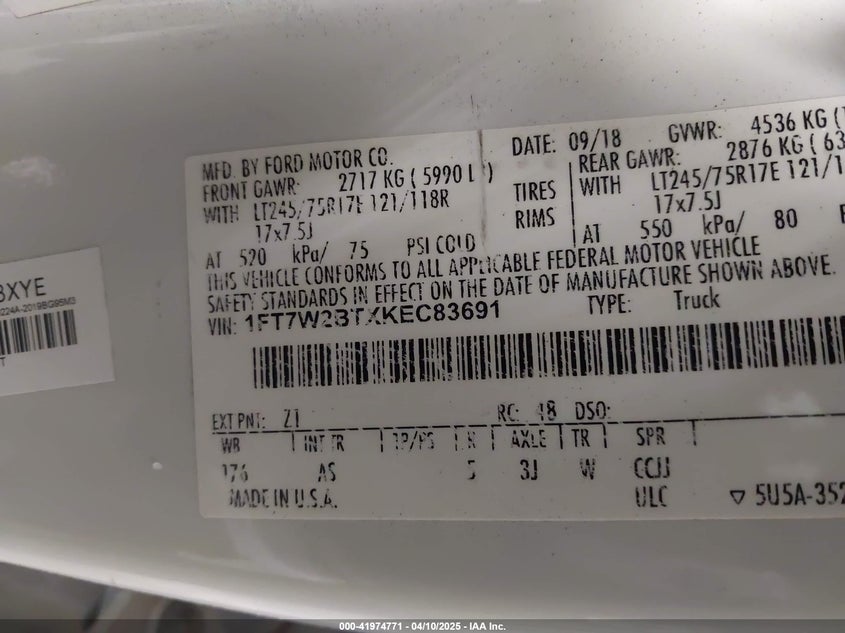 MFD. BY FORD MOTOR CO.
DATE: 09/18 GVWR: 4536 KG (
FRONT GAWR: 2717 KG ( 5990 L )
REAR GAWR: 2876 KG ( 63
WITH LT245/75R17E 121/118R
TIRES
WITH LT245/75R17E 121/1
17x7.5J
RIMS
17x7.5J
AT 520 kPa/ 75 PSI COLD
AT 550 kPa/ 80
THIS VEHICLE CONFORMS TO ALL APPLICABLE FEDERAL MOTOR VEHICLE
SAFETY STANDARDS IN EFFECT ON THE DATE OF MANUFACTURE SHOWN ABOVE.
VIN: 1FT7W2BTXKEC83691
TYPE: Truck
EXT PNT: Z1 RC: 48 DSO:
WB INT TR TP/PS R AXLE TR SPR
176 AS 5 3J W CCJJ
MADE IN U.S.A. ULC 5U5A-352
3XYE
224A-2019BG95M3
000-41974771 - 04/10/2025 - IAA Inc.